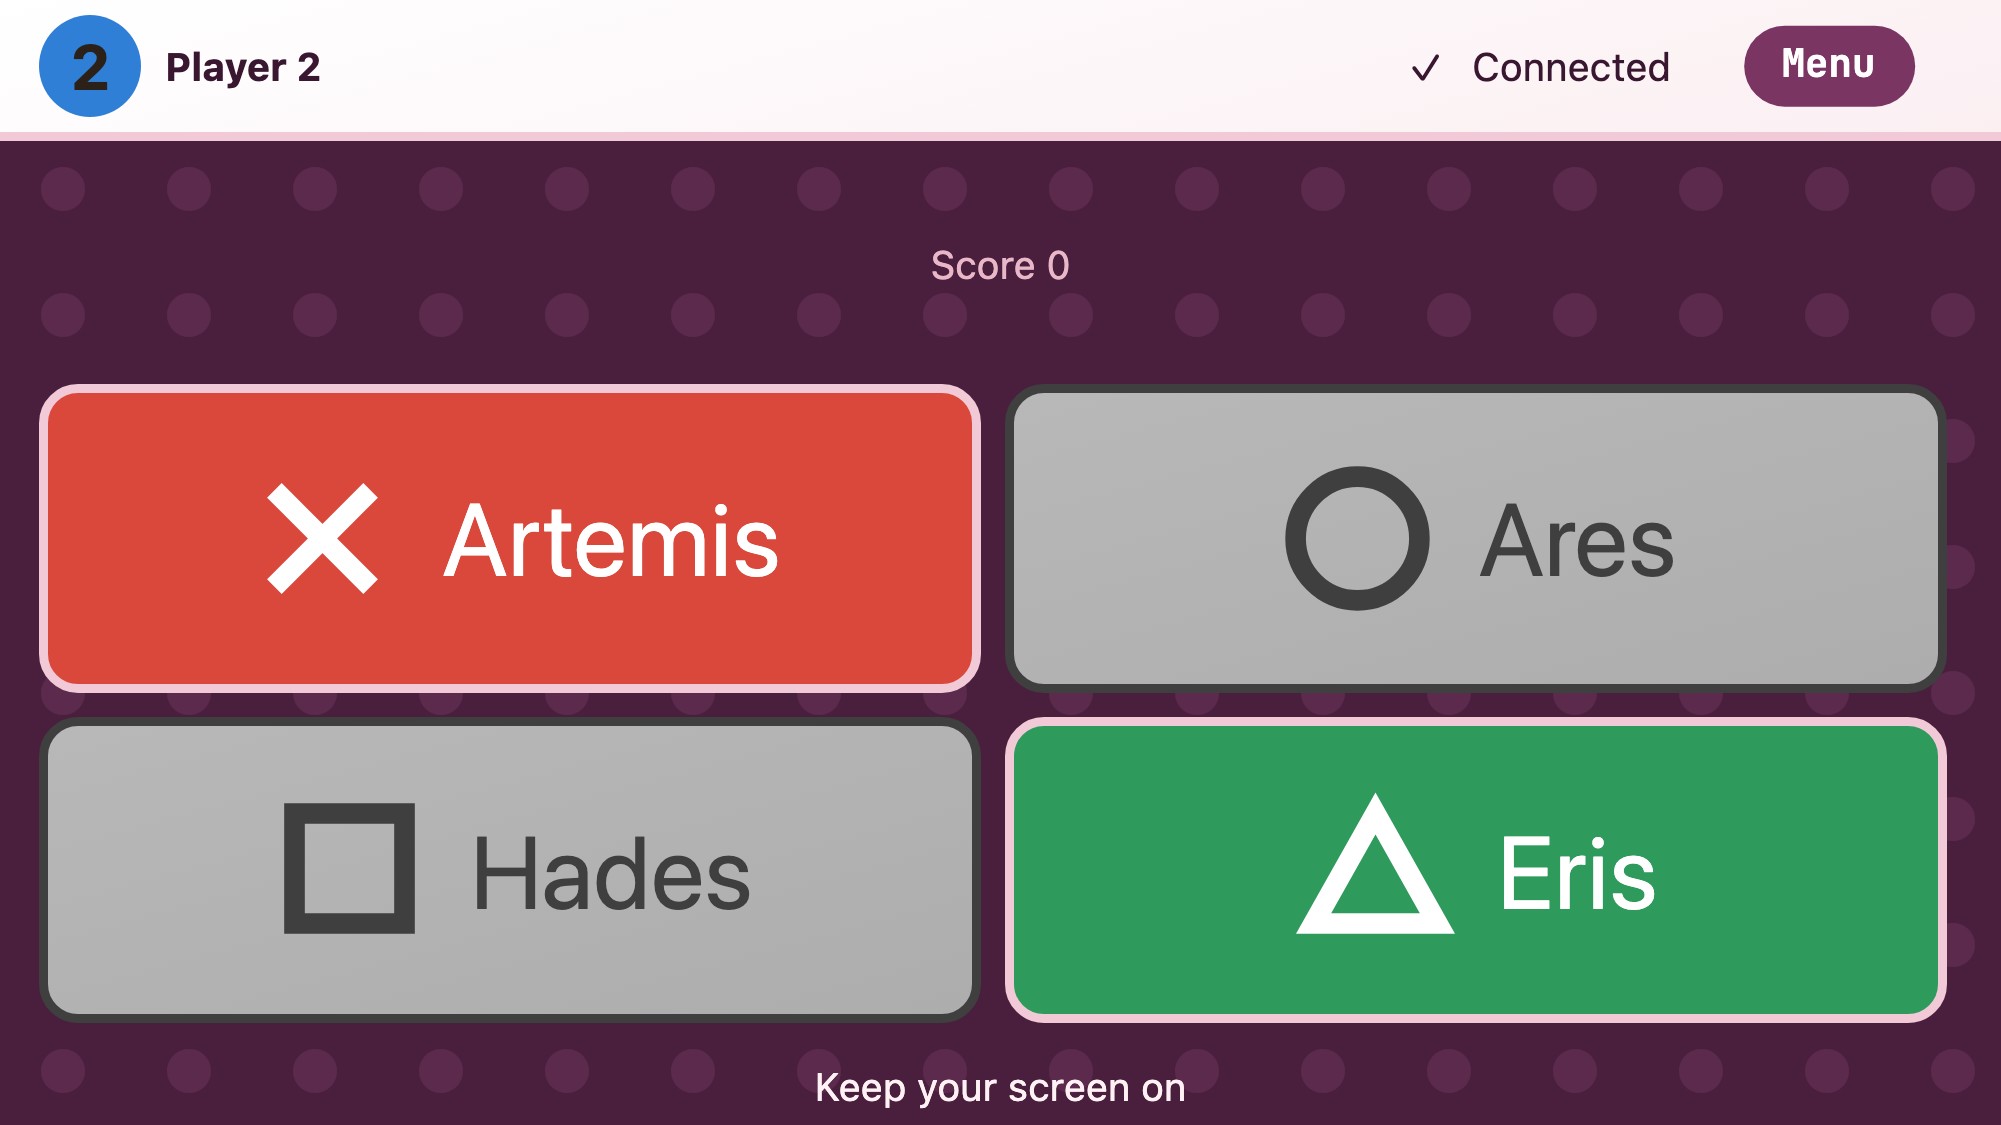 2 Player 2 ✓ Connected Menu
Score 0
Artemis
Ares
Hades
Eris
Keep your screen on